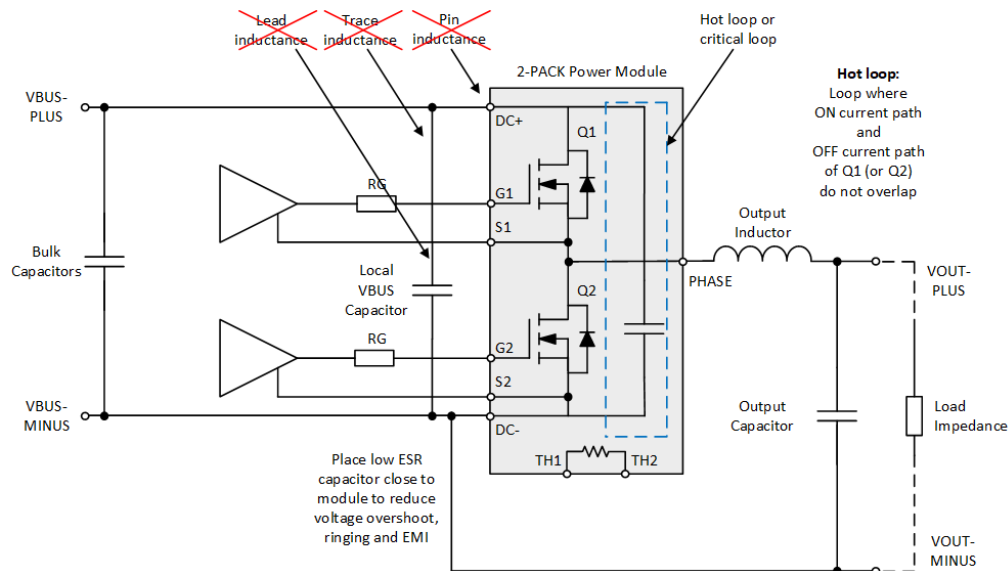 Lead
inductance
Trace
inductance
Pin
inductance
Hot loop or
critical loop
2-PACK Power Module
Hot loop:
Loop where
ON current path
and
OFF current path
of Q1 (or Q2)
do not overlap
VBUS-
PLUS
DC+
Q1
RG
G1
S1
Output
Inductor
Bulk
Capacitors
Local
VBUS
Capacitor
PHASE
VOUT-
PLUS
Q2
RG
G2
S2
VBUS-
MINUS
DC-
Output
Capacitor
Load
Impedance
TH1
TH2
Place low ESR
capacitor close to
module to reduce
voltage overshoot,
ringing and EMI
VOUT-
MINUS